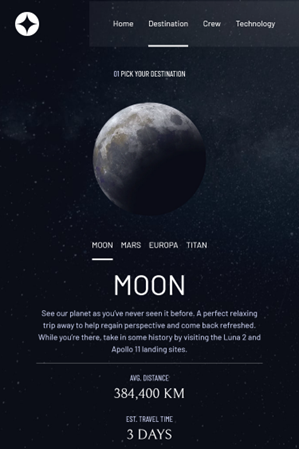 Home Destination Crew Technology
01 PICK YOUR DESTINATION
MOON MARS EUROPA TITAN
MOON
See our planet as you've never seen it before. A perfect relaxing
trip away to help regain perspective and come back refreshed.
While you're there, take in some history by visiting the Luna 2 and
Apollo 11 landing sites.
AVG. DISTANCE
384,400 KM
EST. TRAVEL TIME
3 DAYS